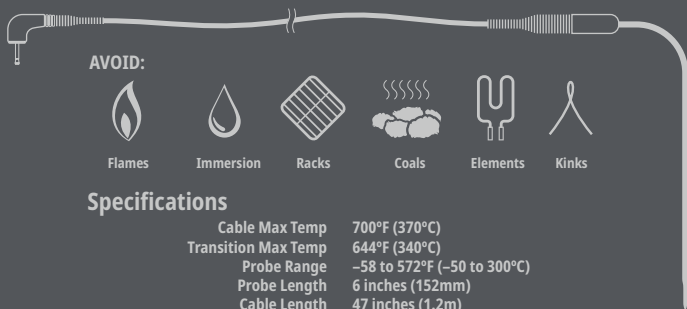 AVOID:
Flames Immersion Racks Coals Elements Kinks
Specifications
Cable Max Temp 700°F (370°C)
Transition Max Temp 644°F (340°C)
Probe Range –58 to 572°F (–50 to 300°C)
Probe Length 6 inches (152mm)
Cable Length 47 inches (1.2m)